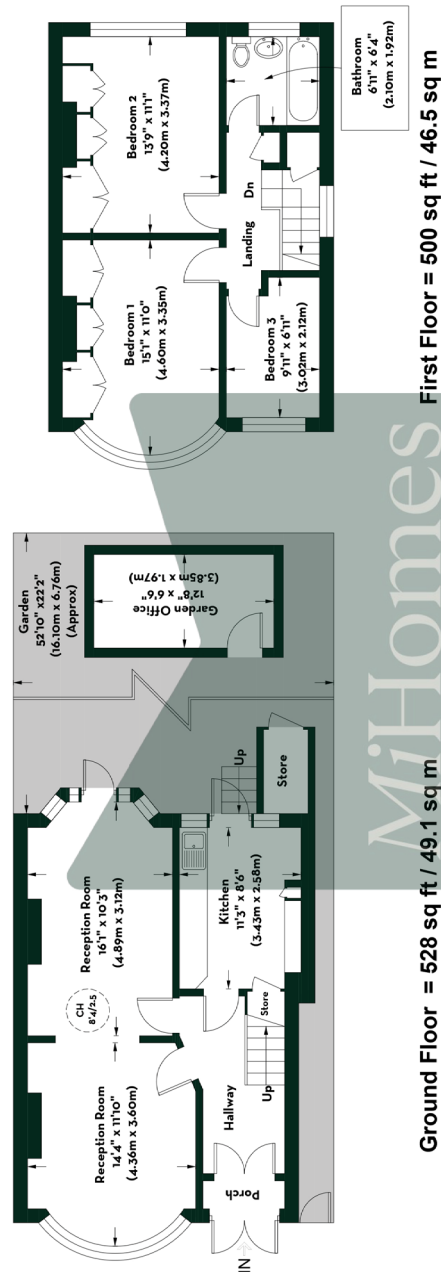 Garden
52'10" x22'2"
(16.10m x 6.76m)
(Approx)
Garden Office
12'8" x 6'6"
(3.85m x 1.97m)
Reception Room
14'4" x 11'10"
(4.36m x 3.60m)
CH
8'4/2.5
Reception Room
16'1" x 10'3"
(4.89m x 3.12m)
Kitchen
11'3" x 8'6"
(3.43m x 2.58m)
Up
Store
Store
Up
Hallway
Porch
IN
Ground Floor = 528 sq ft / 49.1 sq m
Bedroom 1
15'1" x 11'0"
(4.60m x 3.35m)
Bedroom 2
13'9" x 11'1"
(4.20m x 3.37m)
Bedroom 3
9'11" x 6'11"
(3.02m x 2.12m)
Landing
Dn
Bathroom
6'11" x 6'4"
(2.10m x 1.92m)
First Floor = 500 sq ft / 46.5 sq m
MiHomes